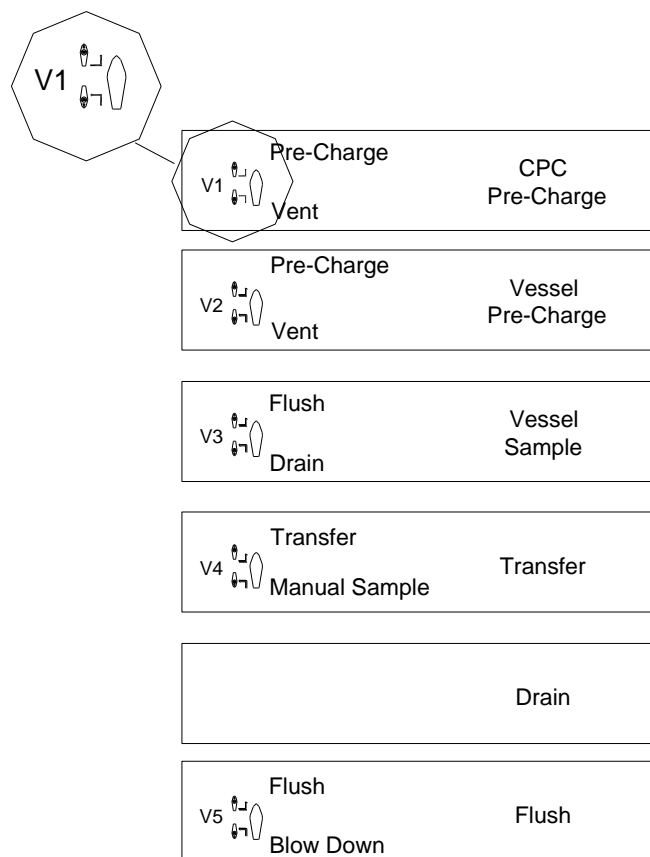 V1
Pre-Charge
V1
Vent
CPC
Pre-Charge
Pre-Charge
V2
Vent
Vessel
Pre-Charge
Flush
V3
Drain
Vessel
Sample
Transfer
V4
Manual Sample
Transfer
Drain
Flush
V5
Blow Down
Flush